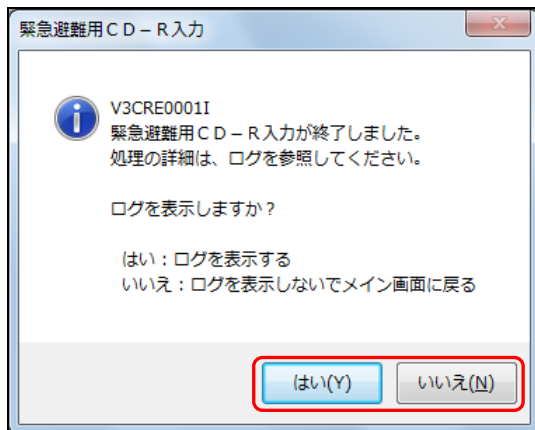 緊急避難用ＣＤ－Ｒ入力
V3CRE0001I
緊急避難用ＣＤ－Ｒ入力が終了しました。
処理の詳細は、ログを参照してください。
ログを表示しますか？
はい：ログを表示する
いいえ：ログを表示しないでメイン画面に戻る
はい(Y)
いいえ(N)